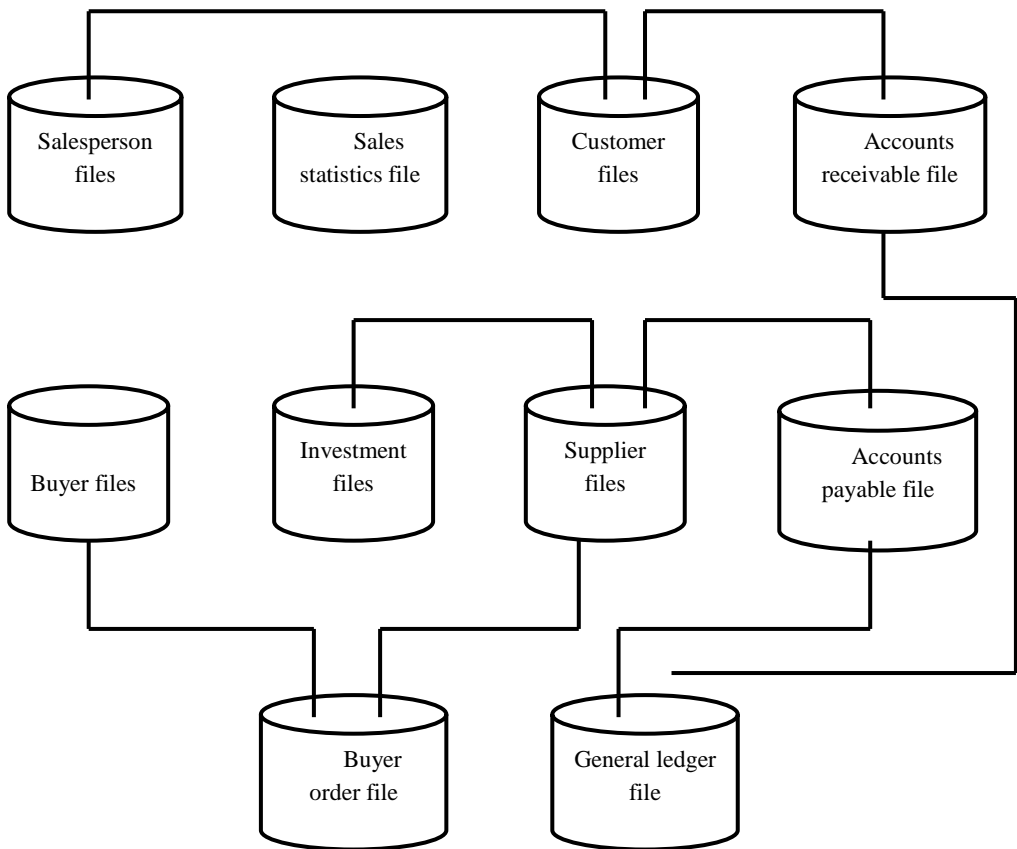 Salesperson
files
Sales
statistics file
Customer
files
Accounts
receivable file
Buyer files
Investment
files
Supplier
files
Accounts
payable file
Buyer
order file
General ledger
file